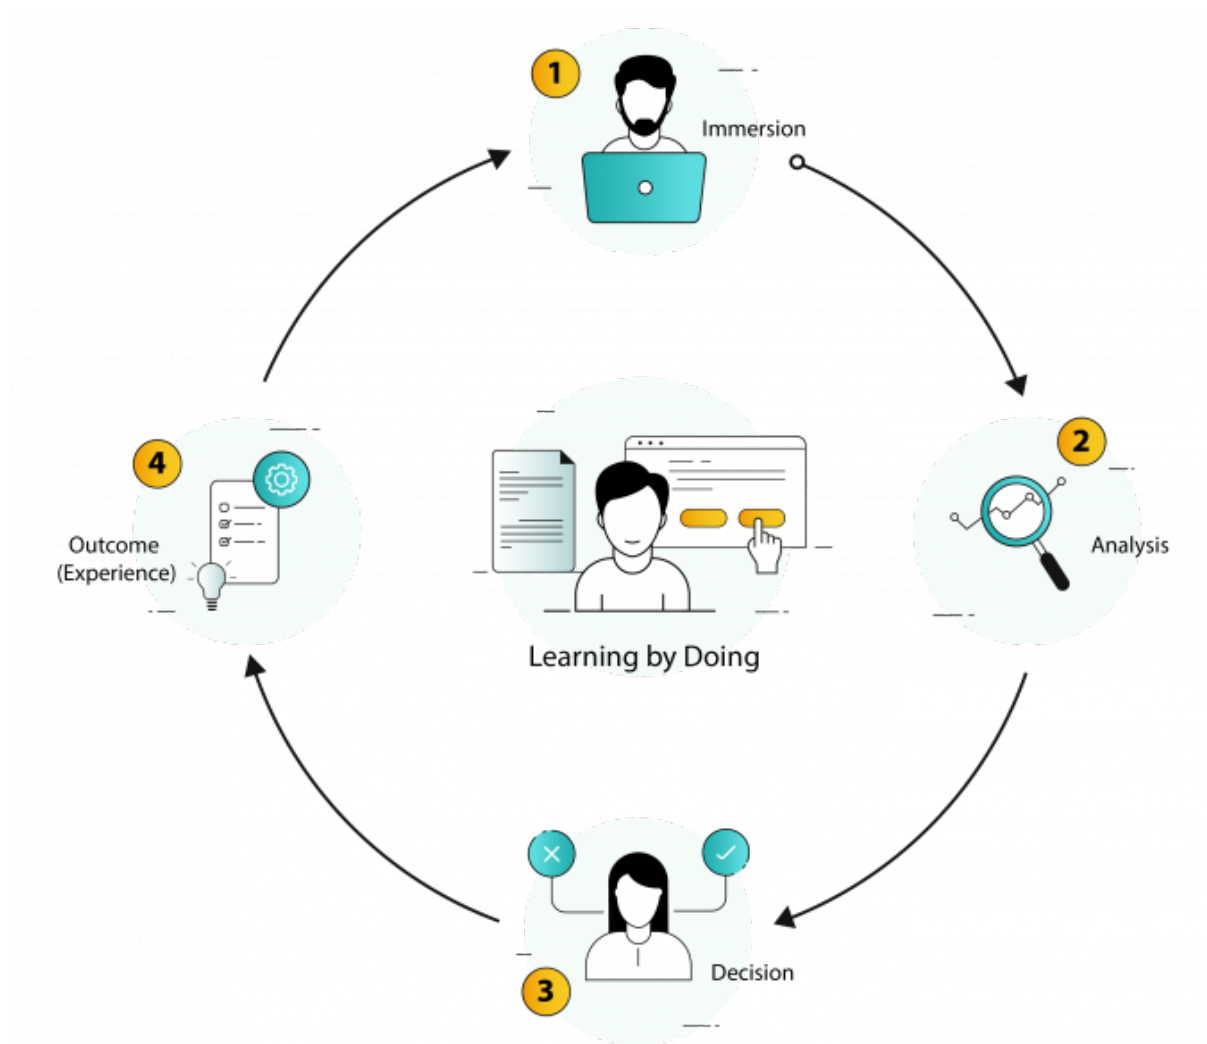 1
Immersion
2
Analysis
4
Outcome
(Experience)
Learning by Doing
3
Decision